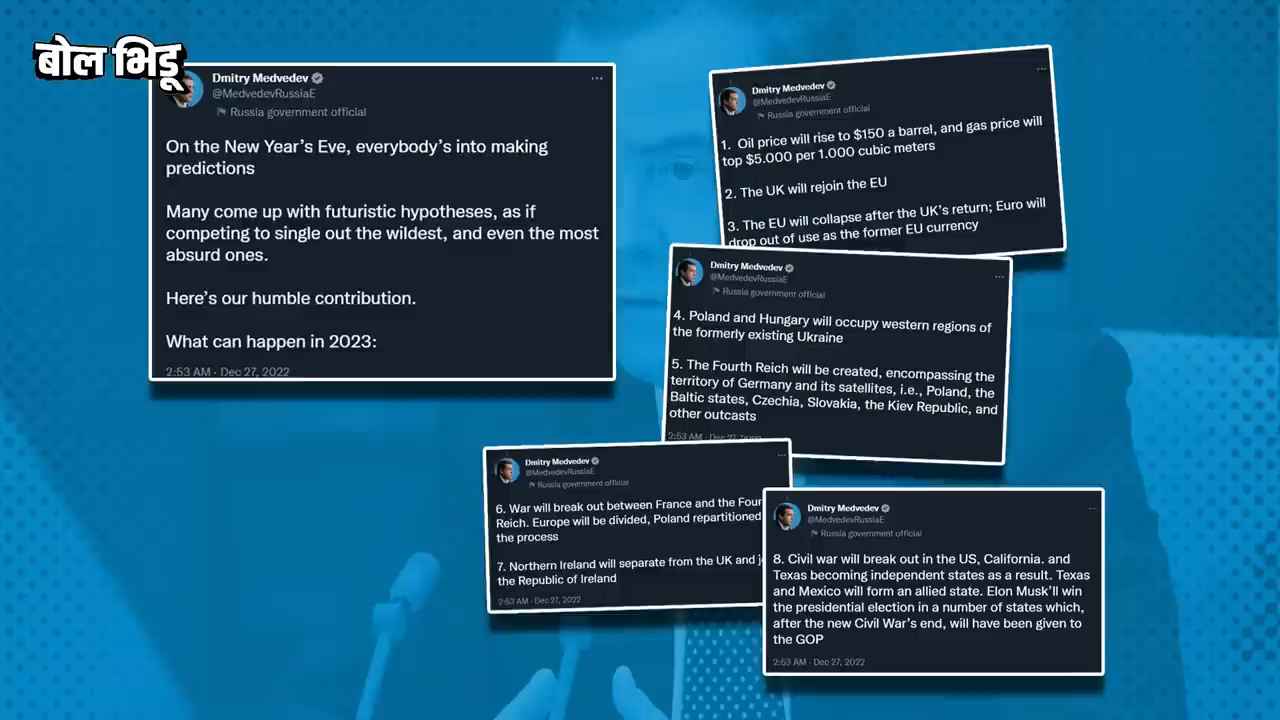 बोल भिडू
Dmitry Medvedev
@MedvedevRussiaE
Russia government official
On the New Year's Eve, everybody's into making
predictions
Many come up with futuristic hypotheses, as if
competing to single out the wildest, and even the most
absurd ones.
Here's our humble contribution.
What can happen in 2023:
2:53 AM · Dec 27, 2022
Dmitry Medvedev
@MedvedevRussiaE
Russia government official
1. Oil price will rise to $150 a barrel, and gas price will
top $5.000 per 1.000 cubic meters
2. The UK will rejoin the EU
3. The EU will collapse after the UK's return; Euro will
drop out of use as the former EU currency
Dmitry Medvedev
@MedvedevRussiaE
Russia government official
4. Poland and Hungary will occupy western regions of
the formerly existing Ukraine
5. The Fourth Reich will be created, encompassing the
territory of Germany and its satellites, i.e., Poland, the
Baltic states, Czechia, Slovakia, the Kiev Republic, and
other outcasts
2:53 AM · Dec 27,
Dmitry Medvedev
@MedvedevRussiaE
Russia government official
6. War will break out between France and the
Reich. Europe will be divided, Poland repartitioned
the process
7. Northern Ireland will separate from the UK and
the Republic of Ireland
2:53 AM · Dec 27, 2022
Dmitry Medvedev
@MedvedevRussiaE
Russia government official
8. Civil war will break out in the US, California. and
Texas becoming independent states as a result. Texas
and Mexico will form an allied state. Elon Musk'll win
the presidential election in a number of states which,
after the new Civil War's end, will have been given to
the GOP
2:53 AM · Dec 27, 2022